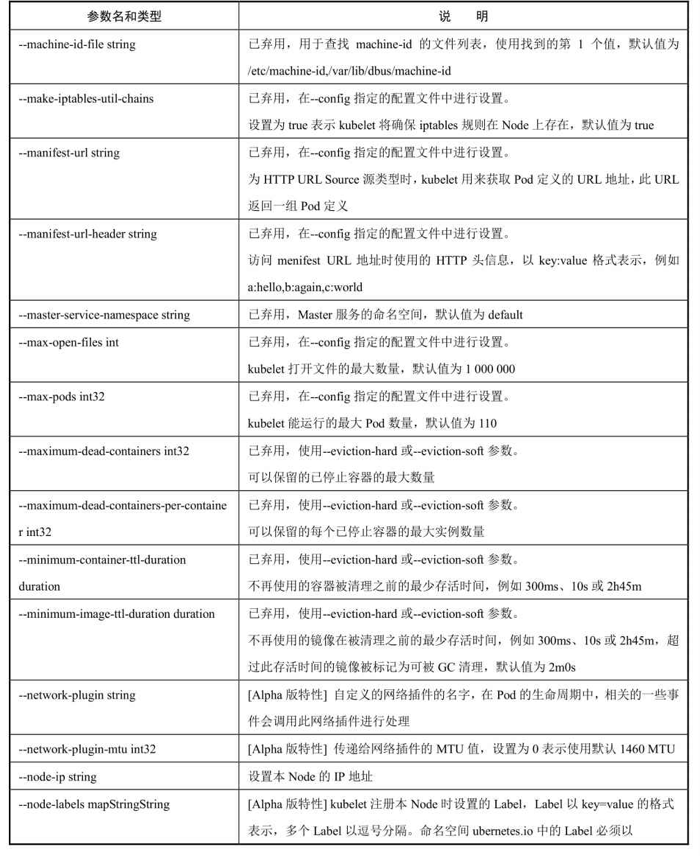 参数名和类型 说 明
--machine-id-file string 已弃用，用于查找 machine-id 的文件列表，使用找到的第 1 个值，默认值为
/etc/machine-id,/var/lib/dbus/machine-id
--make-iptables-util-chains 已弃用，在--config 指定的配置文件中进行设置。
设置为 true 表示 kubelet 将确保 iptables 规则在 Node 上存在，默认值为 true
--manifest-url string 已弃用，在--config 指定的配置文件中进行设置。
为 HTTP URL Source 源类型时，kubelet 用来获取 Pod 定义的 URL 地址，此 URL
返回一组 Pod 定义
--manifest-url-header string 已弃用，在--config 指定的配置文件中进行设置。
访问 menifest URL 地址时使用的 HTTP 头信息，以 key:value 格式表示，例如
a:hello,b:again,c:world
--master-service-namespace string 已弃用，Master 服务的命名空间，默认值为 default
--max-open-files int 已弃用，在--config 指定的配置文件中进行设置。
kubelet 打开文件的最大数量，默认值为 1 000 000
--max-pods int32 已弃用，在--config 指定的配置文件中进行设置。
kubelet 能运行的最大 Pod 数量，默认值为 110
--maximum-dead-containers int32 已弃用，使用--eviction-hard 或--eviction-soft 参数。
可以保留的已停止容器的最大数量
--maximum-dead-containers-per-containe 已弃用，使用--eviction-hard 或--eviction-soft 参数。
r int32 可以保留的每个已停止容器的最大实例数量
--minimum-container-ttl-duration 已弃用，使用--eviction-hard 或--eviction-soft 参数。
duration 不再使用的容器被清理之前的最少存活时间，例如 300ms、10s 或 2h45m
--minimum-image-ttl-duration duration 已弃用，使用--eviction-hard 或--eviction-soft 参数。
不再使用的镜像在被清理之前的最少存活时间，例如 300ms、10s 或 2h45m，超
过此存活时间的镜像被标记为可被 GC 清理，默认值为 2m0s
--network-plugin string [Alpha 版特性] 自定义的网络插件的名字，在 Pod 的生命周期中，相关的一些事
件会调用此网络插件进行处理
--network-plugin-mtu int32 [Alpha 版特性] 传递给网络插件的 MTU 值，设置为 0 表示使用默认 1460 MTU
--node-ip string 设置本 Node 的 IP 地址
--node-labels mapStringString [Alpha 版特性] kubelet 注册本 Node 时设置的 Label，Label 以 key=value 的格式
表示，多个 Label 以逗号分隔。命名空间 ubernetes.io 中的 Label 必须以